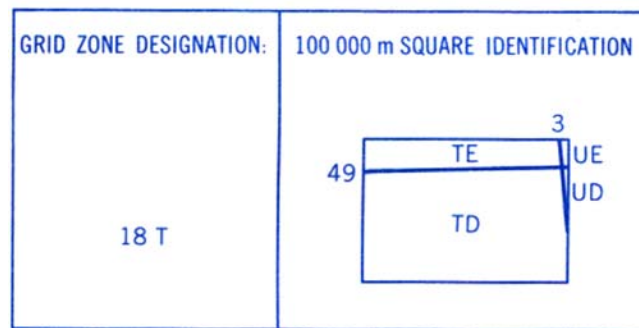 GRID ZONE DESIGNATION:
100 000 m SQUARE IDENTIFICATION
3
TE
UE
49
UD
TD
18 T